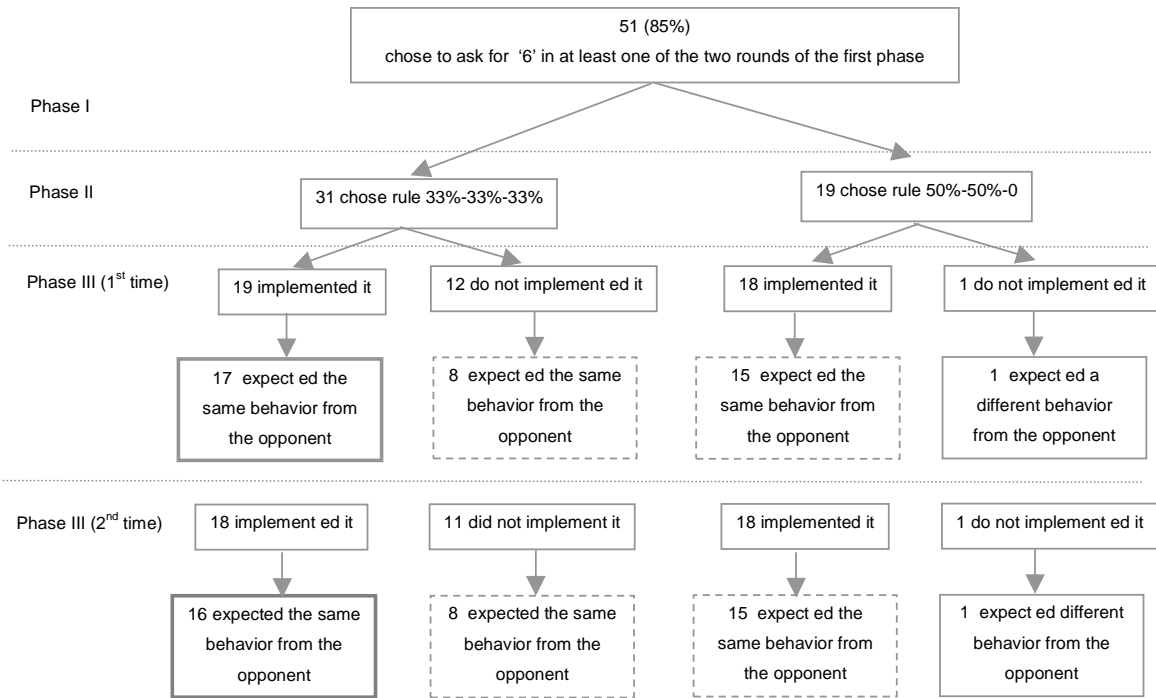 51 (85%)
chose to ask for ‘6’ in at least one of the two rounds of the first phase
Phase I
Phase II
31 chose rule 33%-33%-33%
19 chose rule 50%-50%-0
Phase III (1st time)
19 implemented it
12 do not implement ed it
18 implemented it
1 do not implement ed it
17 expect ed the
same behavior from
the opponent
8 expect ed the same
behavior from the
opponent
15 expect ed the
same behavior from
the opponent
1 expect ed a
different behavior
from the opponent
Phase III (2nd time)
18 implement ed it
11 did not implement it
18 implemented it
1 do not implement ed it
16 expected the same
behavior from the
opponent
8 expected the same
behavior from the
opponent
15 expect ed the
same behavior from
the opponent
1 expect ed different
behavior from the
opponent